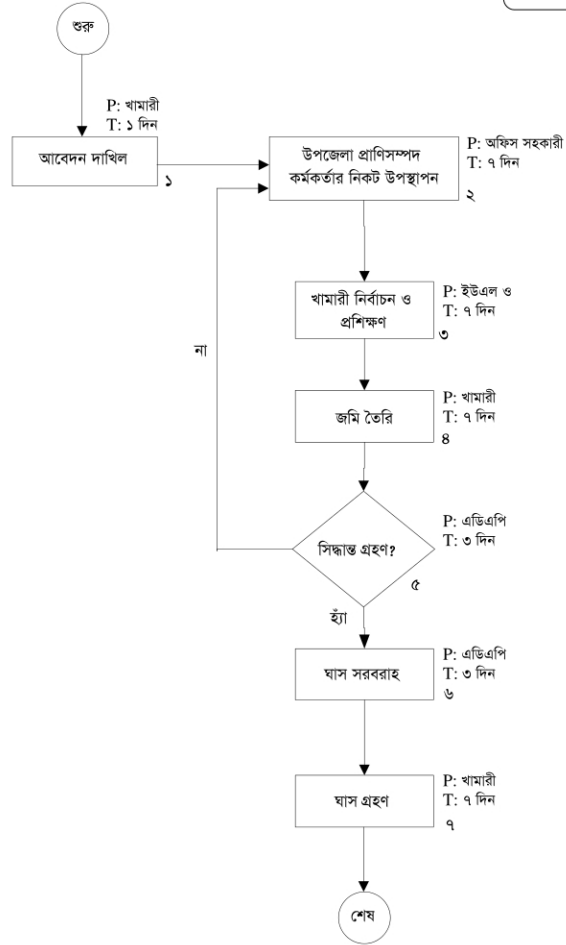 শুরু
P: খামারী
T: ১ দিন
আবেদন দাখিল
১
উপজেলা প্রাণিসম্পদ
কর্মকর্তার নিকট উপস্থাপন
P: অফিস সহকারী
T: ৭ দিন
২
খামারী নির্বাচন ও
প্রশিক্ষণ
P: ইউএল ও
T: ৭ দিন
৩
না
জমি তৈরি
P: খামারী
T: ৭ দিন
৪
সিদ্ধান্ত গ্রহণ?
P: এডিএপি
T: ৩ দিন
৫
হ্যাঁ
ঘাস সরবরাহ
P: এডিএপি
T: ৩ দিন
৬
ঘাস গ্রহণ
P: খামারী
T: ৭ দিন
৭
শেষ